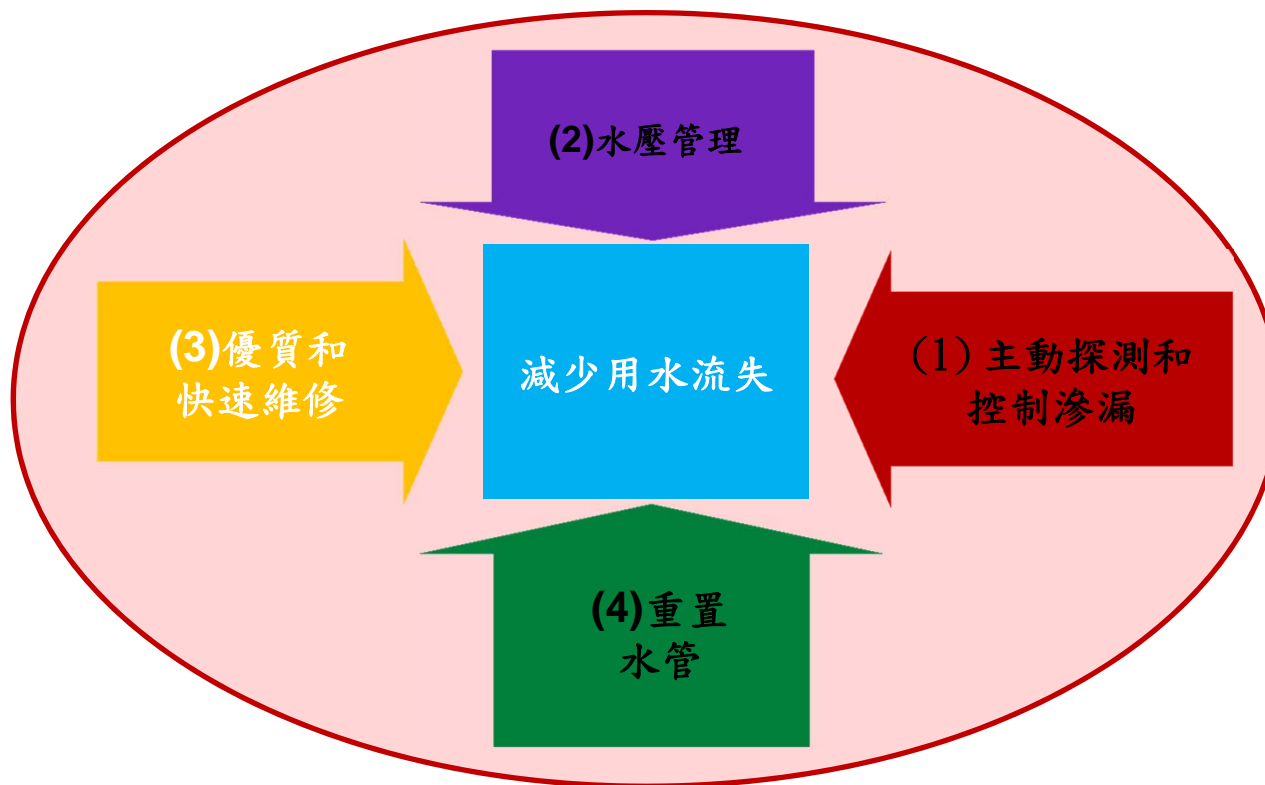 (2)水壓管理
(3)優質和
快速維修
減少用水流失
(1) 主動探測和
控制滲漏
(4)重置
水管